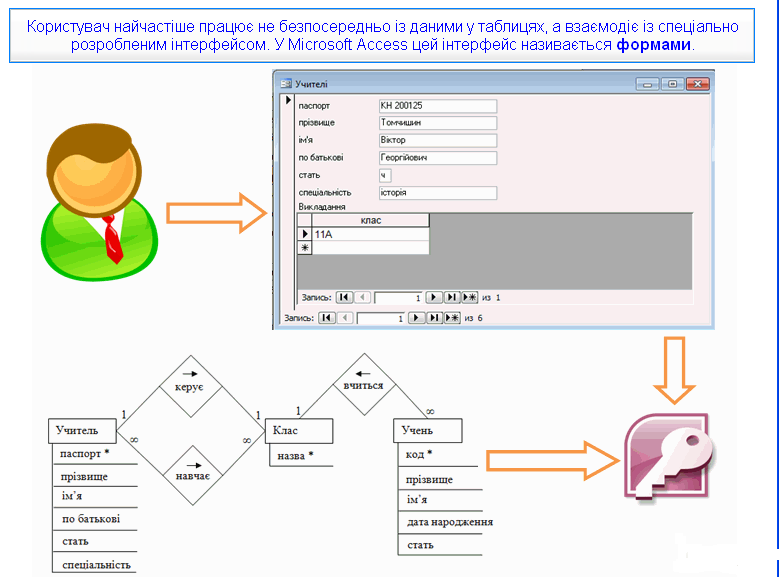 Користувач найчастіше працює не безпосередньо із даними у таблицях, а взаємодіє із спеціально
розробленим інтерфейсом. У Microsoft Access цей інтерфейс називається формами.
Учителі
паспорт КН 200125
прізвище Томчишин
ім'я Віктор
по батькові Георгійович
стать ч
спеціальність історія
Викладання
клас
11А
Запись: 1 из 1
Запись: 1 из 6
керує
вчиться
1 1 1 ∞
Учитель Клас Учень
∞ ∞
паспорт * назва * код *
навчає
прізвище прізвище
ім'я ім'я
по батькові дата народження
стать стать
спеціальність